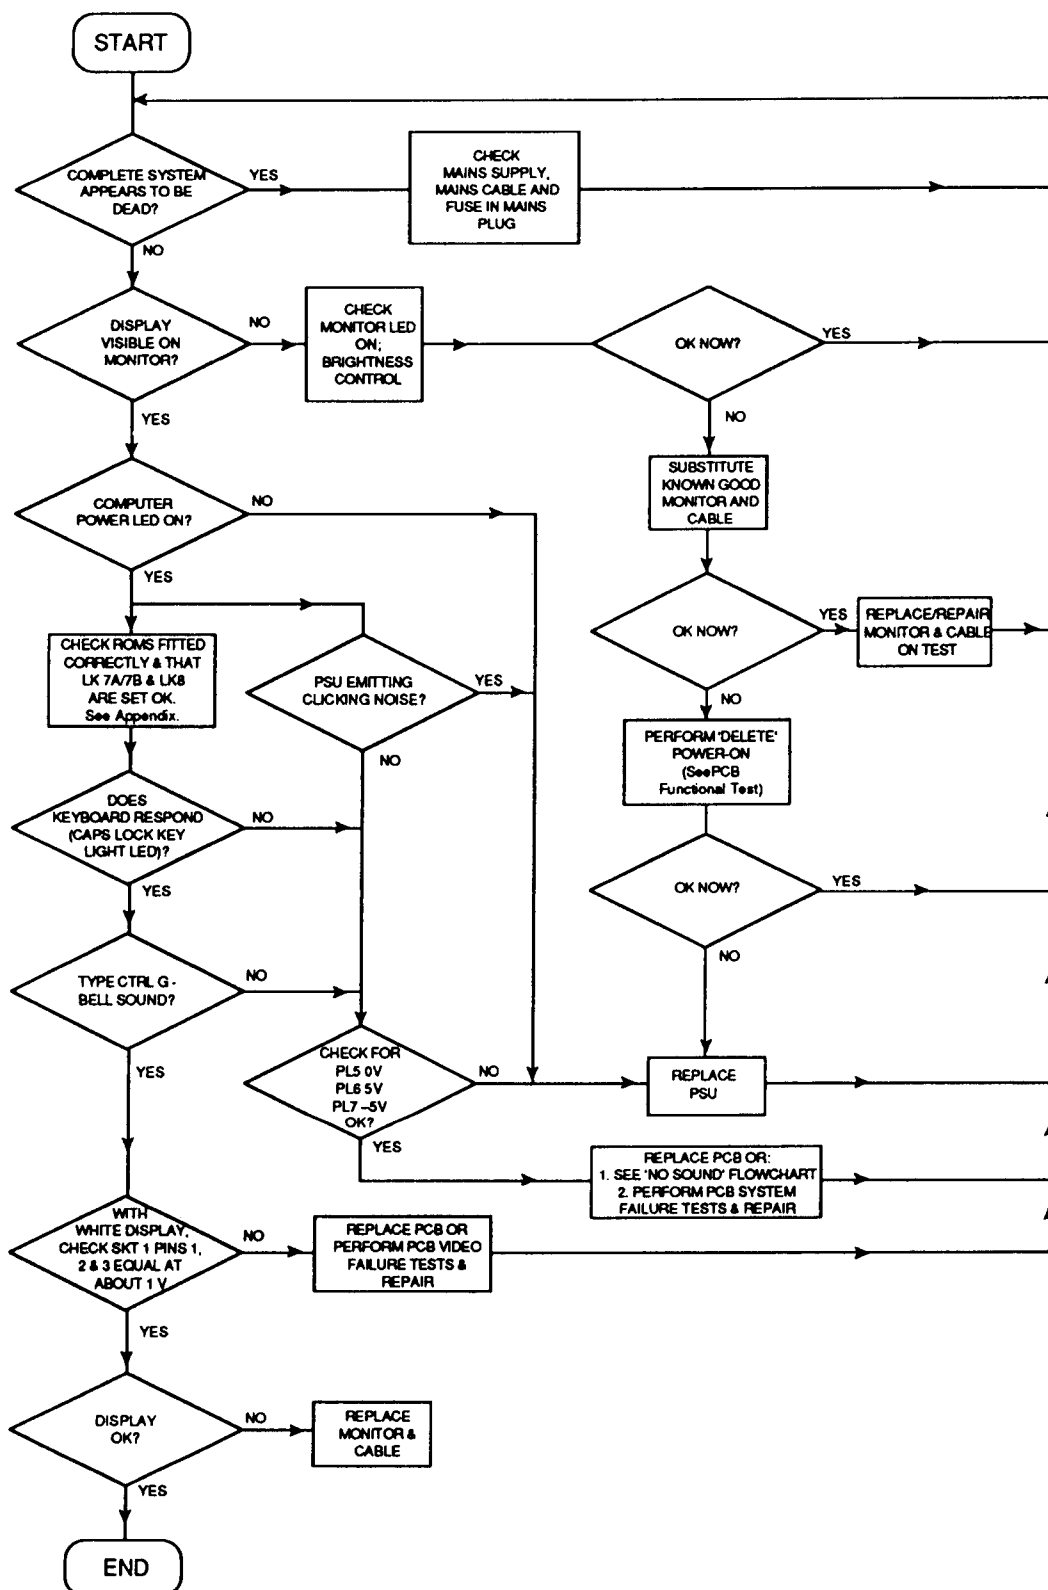 START
COMPLETE SYSTEM
APPEARS TO BE
DEAD?
YES
CHECK
MAINS SUPPLY,
MAINS CABLE AND
FUSE IN MAINS
PLUG
NO
DISPLAY
VISIBLE ON
MONITOR?
NO
CHECK
MONITOR LED
ON;
BRIGHTNESS
CONTROL
OK NOW?
YES
YES
NO
SUBSTITUTE
KNOWN GOOD
MONITOR AND
CABLE
COMPUTER
POWER LED ON?
NO
YES
OK NOW?
YES
REPLACE/REPAIR
MONITOR & CABLE
ON TEST
CHECK ROMS FITTED
CORRECTLY & THAT
LK 7A/7B & LK8
ARE SET OK.
See Appendix.
PSU EMITTING
CLICKING NOISE?
YES
NO
NO
PERFORM 'DELETE'
POWER-ON
(SeePCB
Functional Test)
DOES
KEYBOARD RESPOND
(CAPS LOCK KEY
LIGHT LED)?
NO
YES
OK NOW?
YES
NO
TYPE CTRL G -
BELL SOUND?
NO
YES
CHECK FOR
PL5 0V
PL6 5V
PL7 –5V
OK?
NO
YES
REPLACE
PSU
REPLACE PCB OR:
1. SEE 'NO SOUND' FLOWCHART
2. PERFORM PCB SYSTEM
FAILURE TESTS & REPAIR
WITH
WHITE DISPLAY,
CHECK SKT 1 PINS 1,
2 & 3 EQUAL AT
ABOUT 1 V
NO
REPLACE PCB OR
PERFORM PCB VIDEO
FAILURE TESTS &
REPAIR
YES
DISPLAY
OK?
NO
REPLACE
MONITOR &
CABLE
YES
END